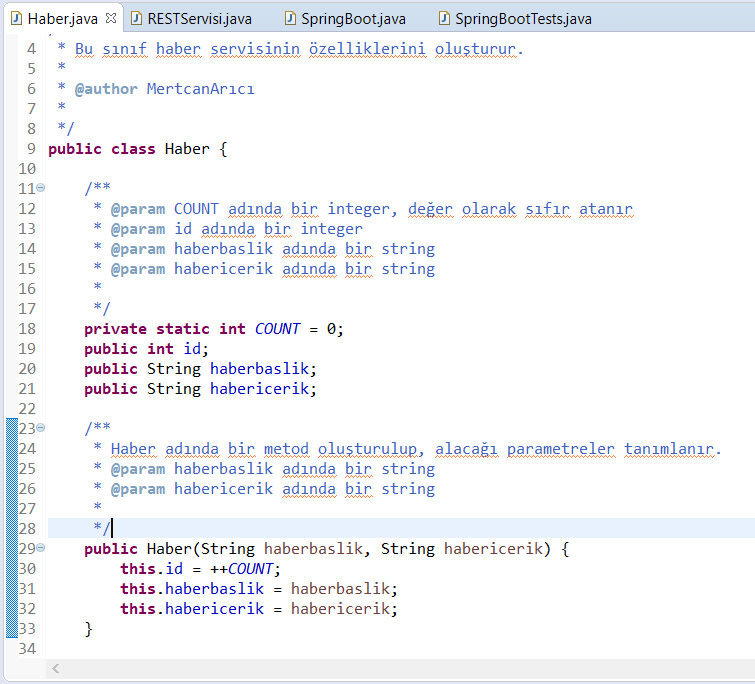 Haber.java RESTServisi.java SpringBoot.java SpringBootTests.java
4 * Bu sınıf haber servisinin özelliklerini oluşturur.
5 *
6 * @author MertcanArıcı
7 *
8 */
9 public class Haber {
10
11 /**
12 * @param COUNT adında bir integer, değer olarak sıfır atanır
13 * @param id adında bir integer
14 * @param haberbaslik adında bir string
15 * @param habericerik adında bir string
16 *
17 */
18 private static int COUNT = 0;
19 public int id;
20 public String haberbaslik;
21 public String habericerik;
22
23 /**
24 * Haber adında bir metod oluşturulup, alacağı parametreler tanımlanır.
25 * @param haberbaslik adında bir string
26 * @param habericerik adında bir string
27 *
28 */
29 public Haber(String haberbaslik, String habericerik) {
30 this.id = ++COUNT;
31 this.haberbaslik = haberbaslik;
32 this.habericerik = habericerik;
33 }
34